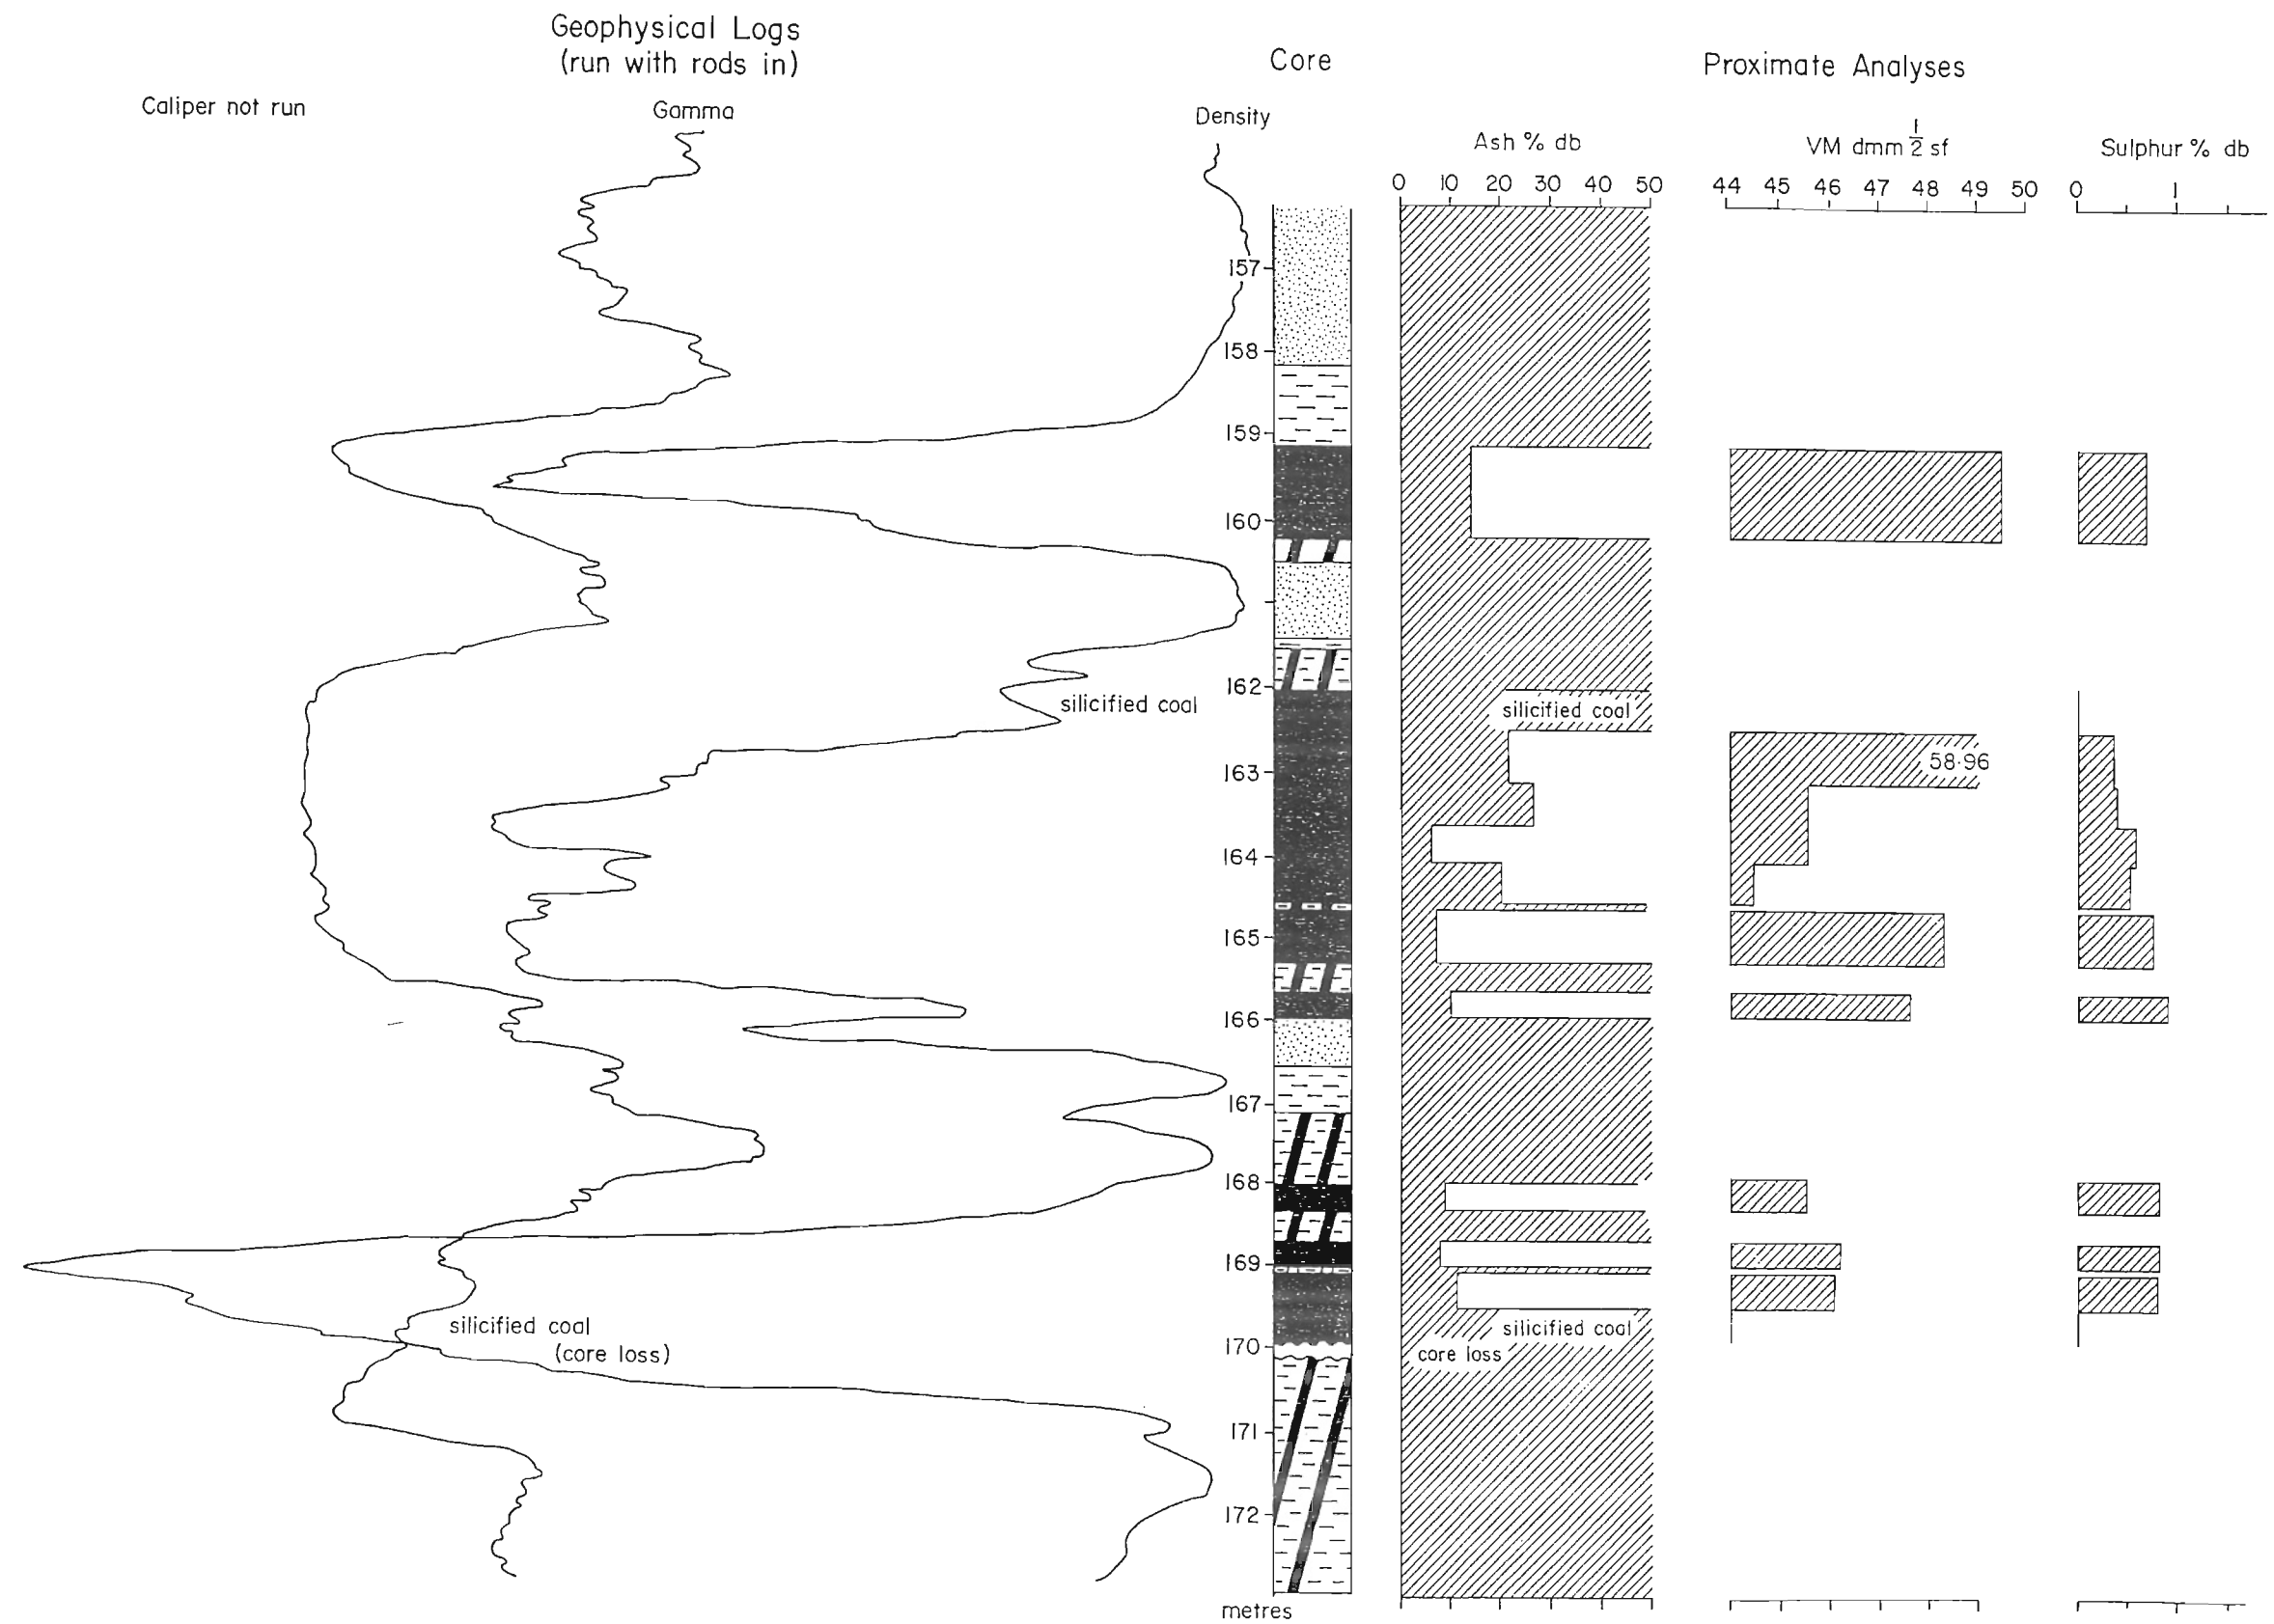 Geophysical Logs
(run with rods in)
Core
Proximate Analyses
Caliper not run
Gamma
Density
Ash % db
VM dmm 1/2 sf
Sulphur % db
0 10 20 30 40 50
44 45 46 47 48 49 50
0 1
157
158
159
160
162
silicified coal
silicified coal
163
58·96
164
165
166
167
168
169
silicified coal
(core loss)
silicified coal
core loss
170
171
172
metres